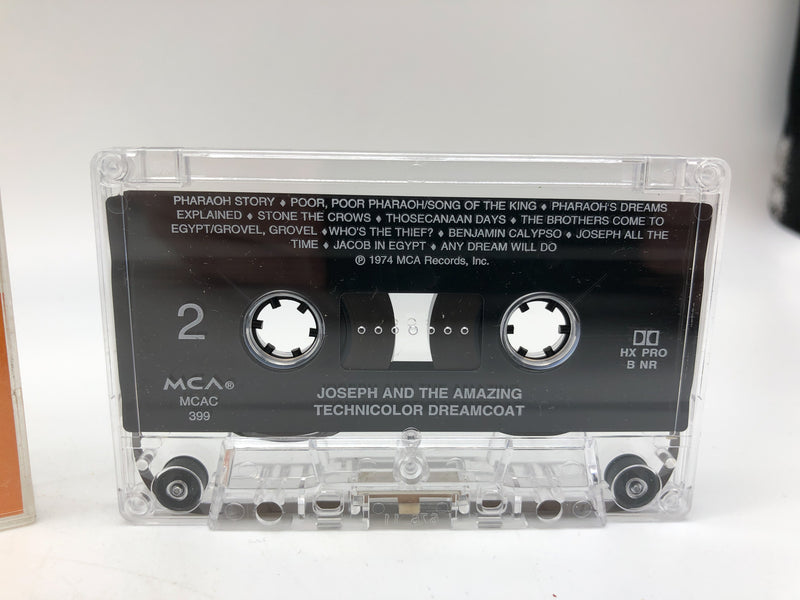 PHARAOH STORY ♦ POOR, POOR PHARAOH/SONG OF THE KING ♦ PHARAOH'S DREAMS
EXPLAINED ♦ STONE THE CROWS ♦ THOSECANAAN DAYS ♦ THE BROTHERS COME TO
EGYPT/GROVEL, GROVEL ♦WHO'S THE THIEF? ♦ BENJAMIN CALYPSO ♦ JOSEPH ALL THE
TIME ♦ JACOB IN EGYPT ♦ ANY DREAM WILL DO
℗ 1974 MCA Records, Inc.
2
MCA®
MCAC
399
HX PRO
B NR
JOSEPH AND THE AMAZING
TECHNICOLOR DREAMCOAT